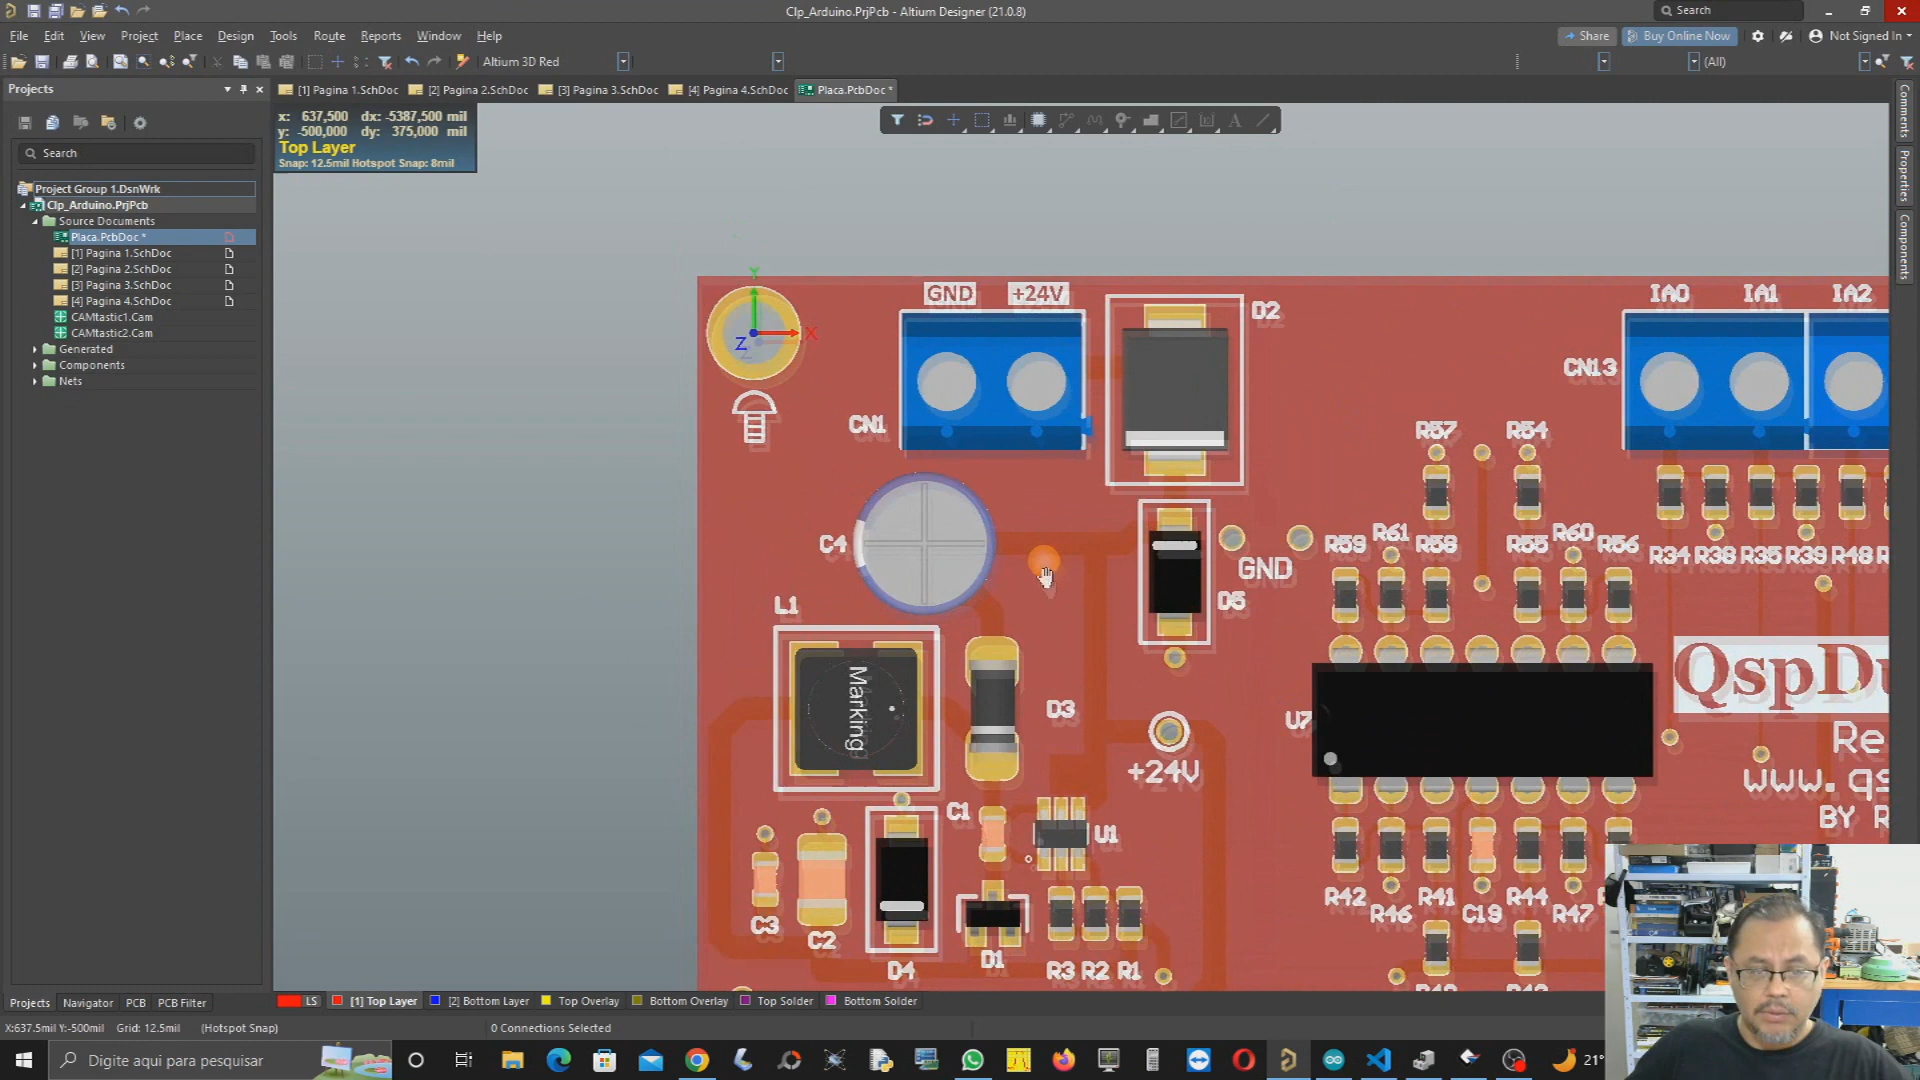 Clp_Arduino.PrjPcb - Altium Designer (21.0.8)
Search
File Edit View Project Place Design Tools Route Reports Window Help
Share
Buy Online Now
Not Signed In
Altium 3D Red
(All)
Projects
[1] Pagina 1.SchDoc
[2] Pagina 2.SchDoc
[3] Pagina 3.SchDoc
[4] Pagina 4.SchDoc
Placa.PcbDoc *
x: 637,500 dx: -5387,500 mil
y: -500,000 dy: 375,000 mil
Top Layer
Snap: 12.5mil Hotspot Snap: 8mil
Search
Project Group 1.DsnWrk
Clp_Arduino.PrjPcb
Source Documents
Placa.PcbDoc *
[1] Pagina 1.SchDoc
[2] Pagina 2.SchDoc
[3] Pagina 3.SchDoc
[4] Pagina 4.SchDoc
CAMtastic1.Cam
CAMtastic2.Cam
Generated
Components
Nets
Comments
Properties
Components
Y
X
Z
GND +24V
D2
IA0 IA1 IA2
CN13
CN1
R57 R54
C4
GND
R59 R61 R58 R55 R60 R56
R34 R38 R35 R39 R48
D5
L1
Marking
D3
+24V
U7
QspDu
Re
www.qs
BY R
C1
U1
C3
C2
D4
D1
R3 R2 R1
R42 R46 R41 C19 R44 R47
Projects Navigator PCB PCB Filter
LS [1] Top Layer [2] Bottom Layer Top Overlay Bottom Overlay Top Solder Bottom Solder
X:637.5mil Y:-500mil Grid: 12.5mil (Hotspot Snap)
0 Connections Selected
Digite aqui para pesquisar
21°